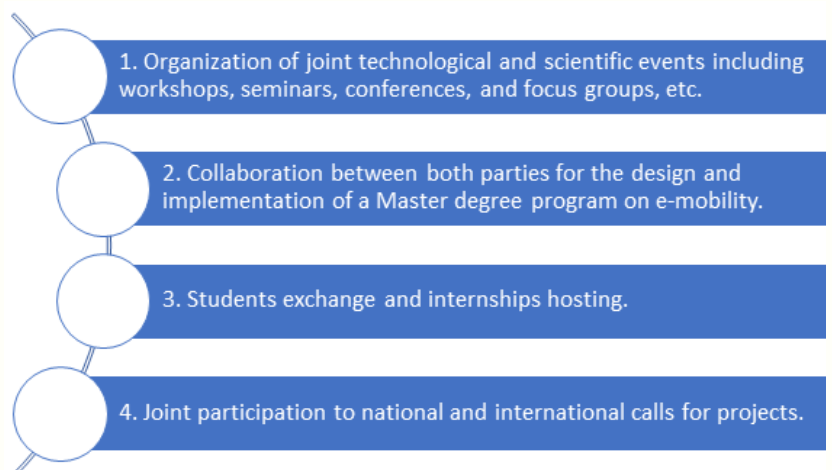 1. Organization of joint technological and scientific events including
workshops, seminars, conferences, and focus groups, etc.
2. Collaboration between both parties for the design and
implementation of a Master degree program on e-mobility.
3. Students exchange and internships hosting.
4. Joint participation to national and international calls for projects.